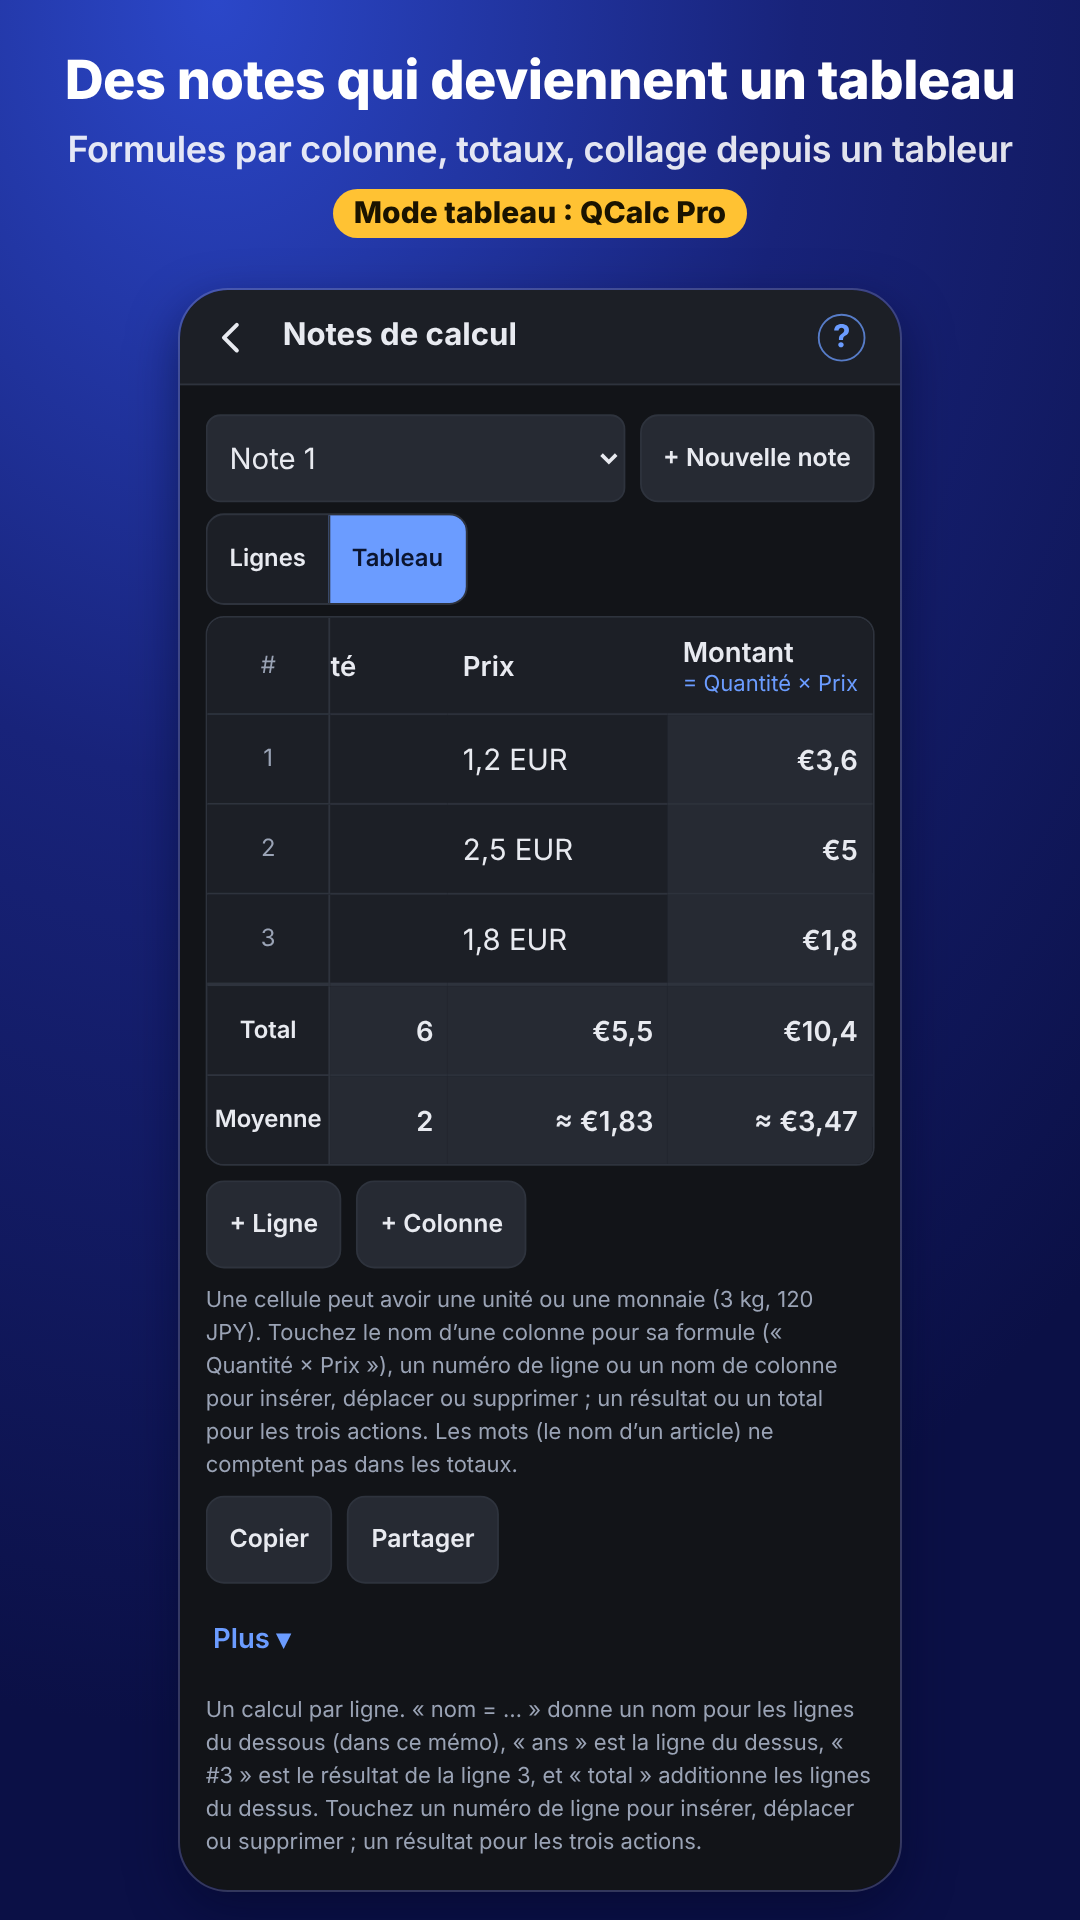 Des notes qui deviennent un tableau
Formules par colonne, totaux, collage depuis un tableur
Mode tableau : QCalc Pro
Notes de calcul
?
Note 1
+ Nouvelle note
Lignes Tableau
# té Prix Montant
= Quantité × Prix
1 1,2 EUR €3,6
2 2,5 EUR €5
3 1,8 EUR €1,8
Total 6 €5,5 €10,4
Moyenne 2 ≈ €1,83 ≈ €3,47
+ Ligne + Colonne
Une cellule peut avoir une unité ou une monnaie (3 kg, 120
JPY). Touchez le nom d’une colonne pour sa formule («
Quantité × Prix »), un numéro de ligne ou un nom de colonne
pour insérer, déplacer ou supprimer ; un résultat ou un total
pour les trois actions. Les mots (le nom d’un article) ne
comptent pas dans les totaux.
Copier Partager
Plus ▾
Un calcul par ligne. « nom = … » donne un nom pour les lignes
du dessous (dans ce mémo), « ans » est la ligne du dessus, «
#3 » est le résultat de la ligne 3, et « total » additionne les lignes
du dessus. Touchez un numéro de ligne pour insérer, déplacer
ou supprimer ; un résultat pour les trois actions.